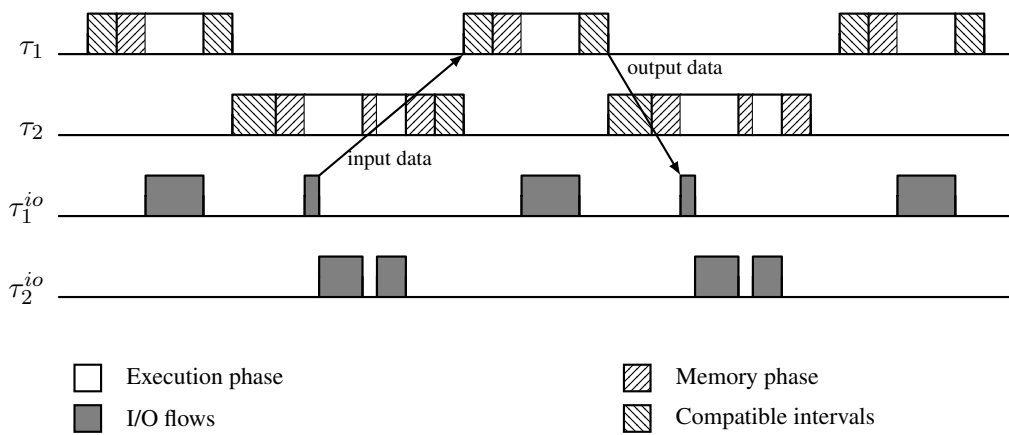 τ₁
output data
τ₂
input data
τ₁ⁱᵒ
τ₂ⁱᵒ
Execution phase
Memory phase
I/O flows
Compatible intervals